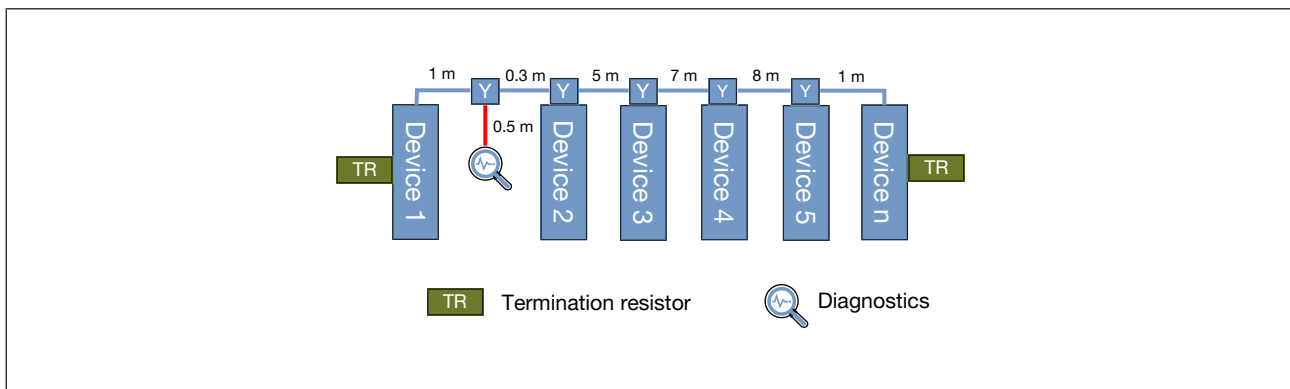 1 m 0.3 m 5 m 7 m 8 m 1 m
Y Y Y Y Y
0.5 m
TR Device 1 Device 2 Device 3 Device 4 Device 5 Device n TR
TR Termination resistor Diagnostics